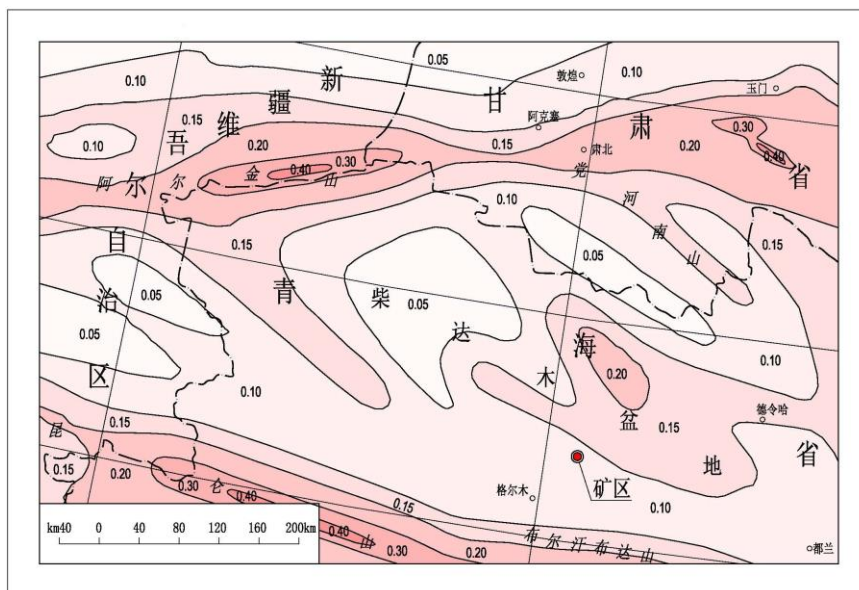 0.05
0.10
新
疆
维
吾
尔
自
治
区
0.10
0.15
0.10
0.20
0.30
0.40
阿
尔
金
山
甘
肃
省
敦煌
0.10
玉门
阿克塞
0.15
肃北
0.20
0.30
0.40
党
河
南
山
0.10
0.05
0.15
0.15
青
海
省
柴
达
木
盆
地
0.05
0.05
0.05
0.10
0.20
0.15
0.10
德令哈
0.15
昆
仑
山
0.15
0.20
0.30
0.40
0.15
格尔木
矿区
0.10
0.40
0.30
0.20
布尔汗布达山
都兰
km40 0 40 80 120 160 200km